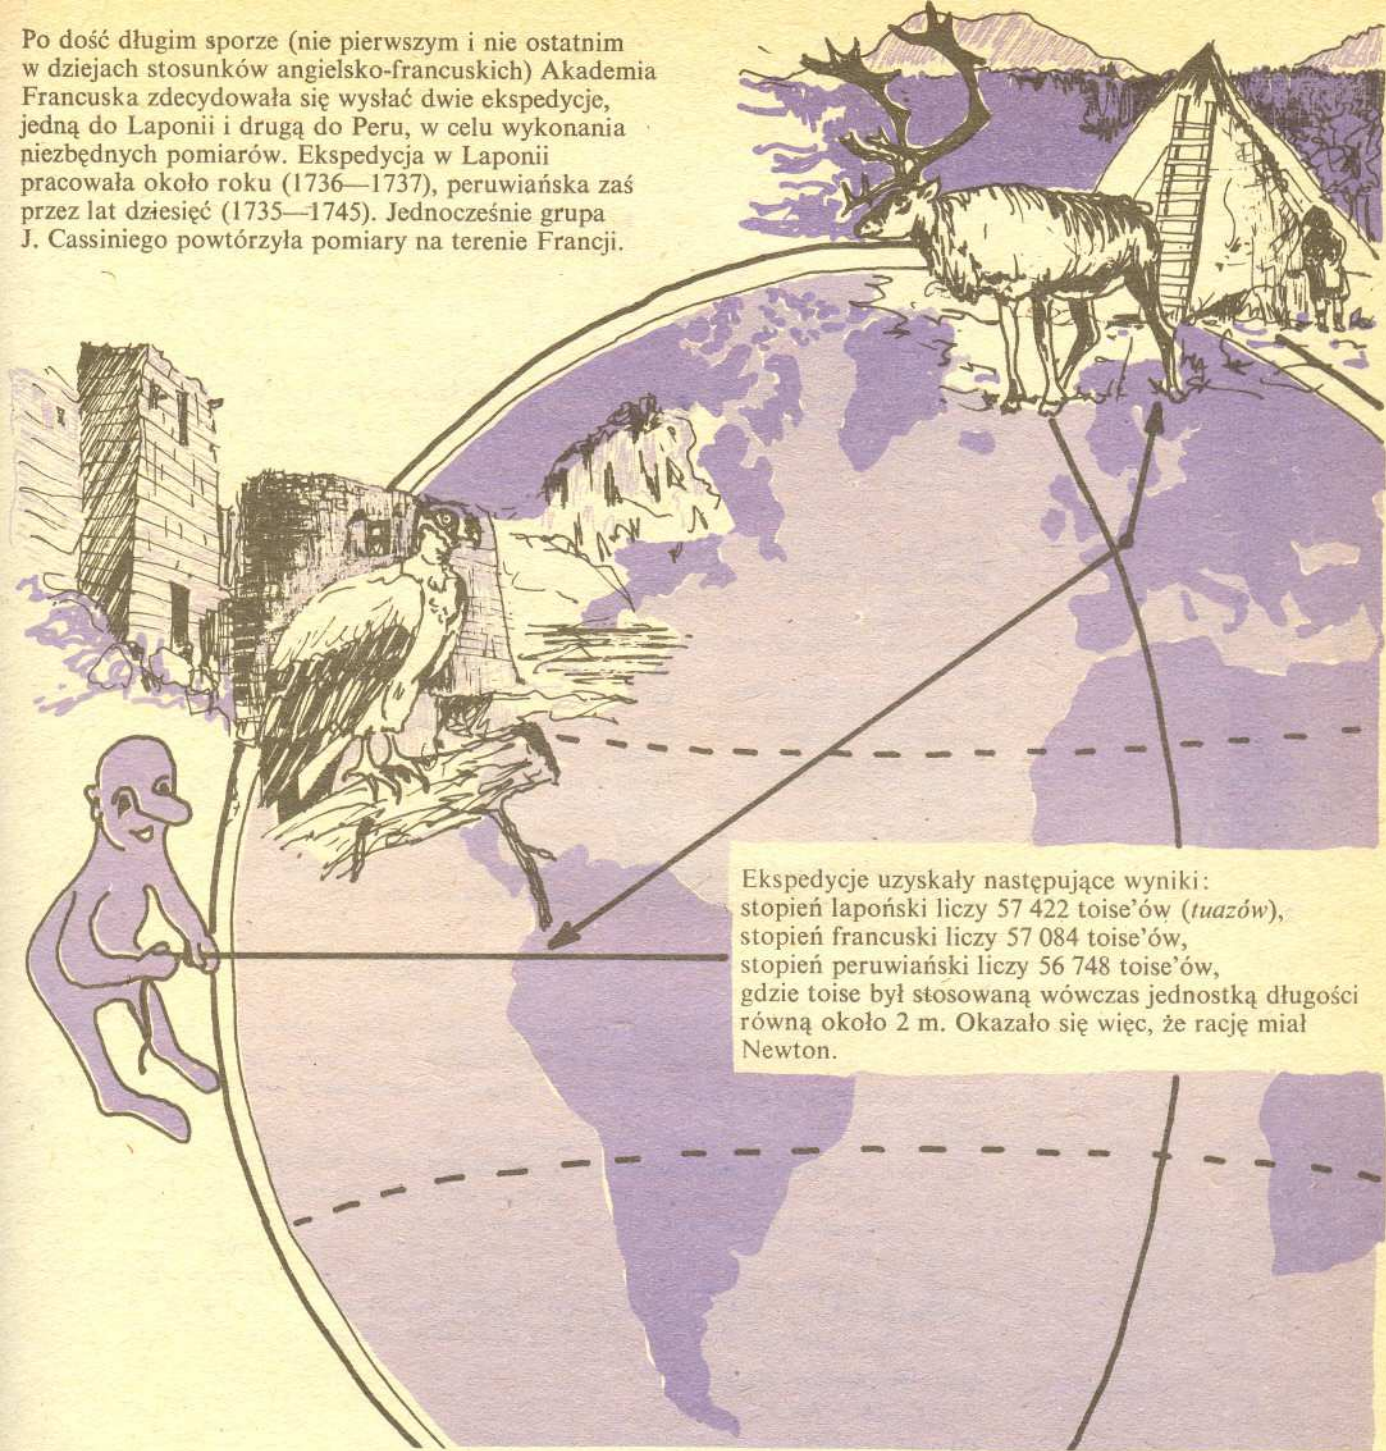 Po dość długim sporze (nie pierwszym i nie ostatnim
w dziejach stosunków angielsko-francuskich) Akademia
Francuska zdecydowała się wysłać dwie ekspedycje,
jedną do Laponii i drugą do Peru, w celu wykonania
niezbędnych pomiarów. Ekspedycja w Laponii
pracowała około roku (1736—1737), peruwiańska zaś
przez lat dziesięć (1735—1745). Jednocześnie grupa
J. Cassiniego powtórzyła pomiary na terenie Francji.
Ekspedycje uzyskały następujące wyniki:
stopień lapoński liczy 57 422 toise'ów (tuazów),
stopień francuski liczy 57 084 toise'ów,
stopień peruwiański liczy 56 748 toise'ów,
gdzie toise był stosowaną wówczas jednostką długości
równą około 2 m. Okazało się więc, że rację miał
Newton.